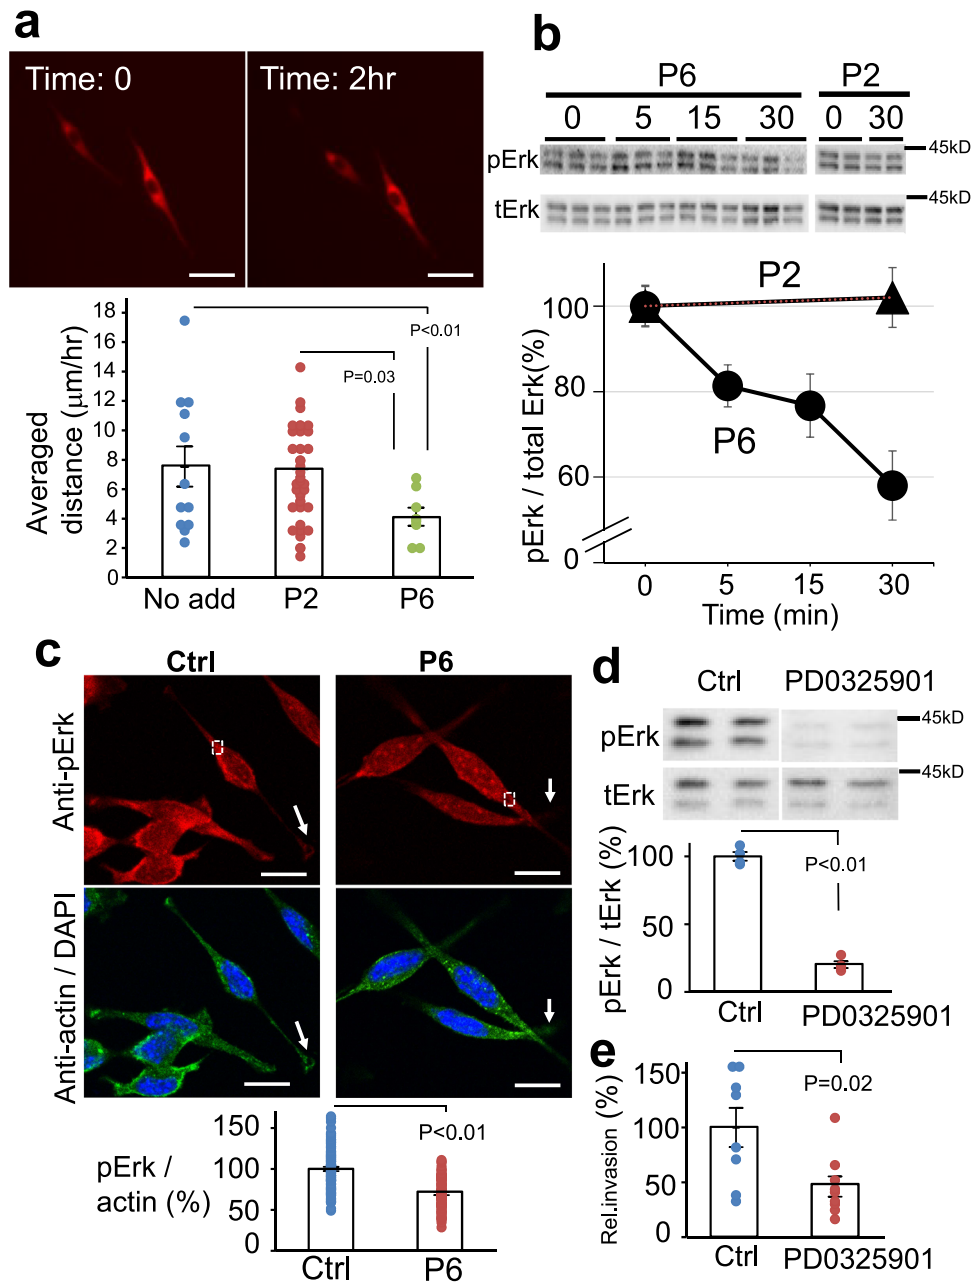 a
Time: 0
Time: 2hr
Averaged
distance (μm/hr)
18
16
14
12
10
8
6
4
2
0
P<0.01
P=0.03
No add
P2
P6
b
P6
P2
0
5
15
30
0
30
pErk
45kD
tErk
45kD
pErk / total Erk(%)
100
80
60
0
P2
P6
0
5
15
30
Time (min)
c
Ctrl
P6
Anti-pErk
Anti-actin / DAPI
pErk /
actin (%)
150
100
50
0
P<0.01
Ctrl
P6
d
Ctrl
PD0325901
pErk
45kD
tErk
45kD
pErk / tErk (%)
100
50
0
P<0.01
Ctrl
PD0325901
e
Rel.invasion (%)
150
100
50
0
P=0.02
Ctrl
PD0325901